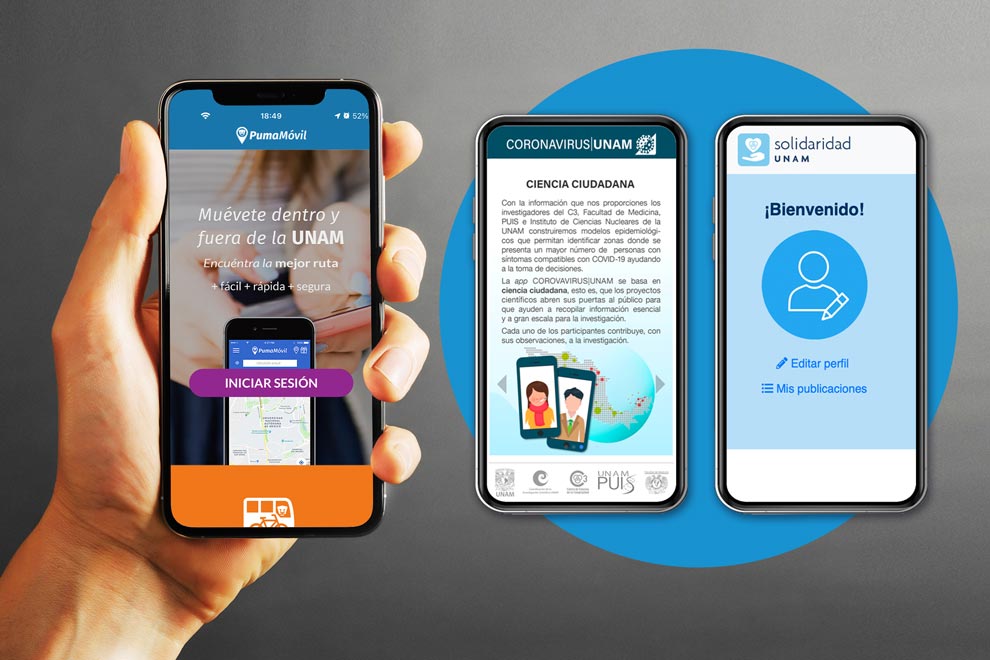 18:49
52%
PumaMóvil
Muévete dentro y
fuera de la UNAM
Encuéntra la mejor ruta
+ fácil + rápida + segura
PumaMóvil
INICIAR SESIÓN
CORONAVIRUS|UNAM
CIENCIA CIUDADANA
Con la información que nos proporciones los
investigadores del C3, Facultad de Medicina,
PUIS e Instituto de Ciencias Nucleares de la
UNAM construiremos modelos epidemiológi-
cos que permitan identificar zonas donde se
presenta un mayor número de personas con
síntomas compatibles con COVID-19 ayudando
a la toma de decisiones.
La app COROVAVIRUS|UNAM se basa en
ciencia ciudadana, esto es, que los proyectos
científicos abren sus puertas al público para
que ayuden a recopilar información esencial
y a gran escala para la investigación.
Cada uno de los participantes contribuye, con
sus observaciones, a la investigación.
UNAM
C3
UNAM
PUIS
solidaridad
UNAM
¡Bienvenido!
Editar perfil
Mis publicaciones